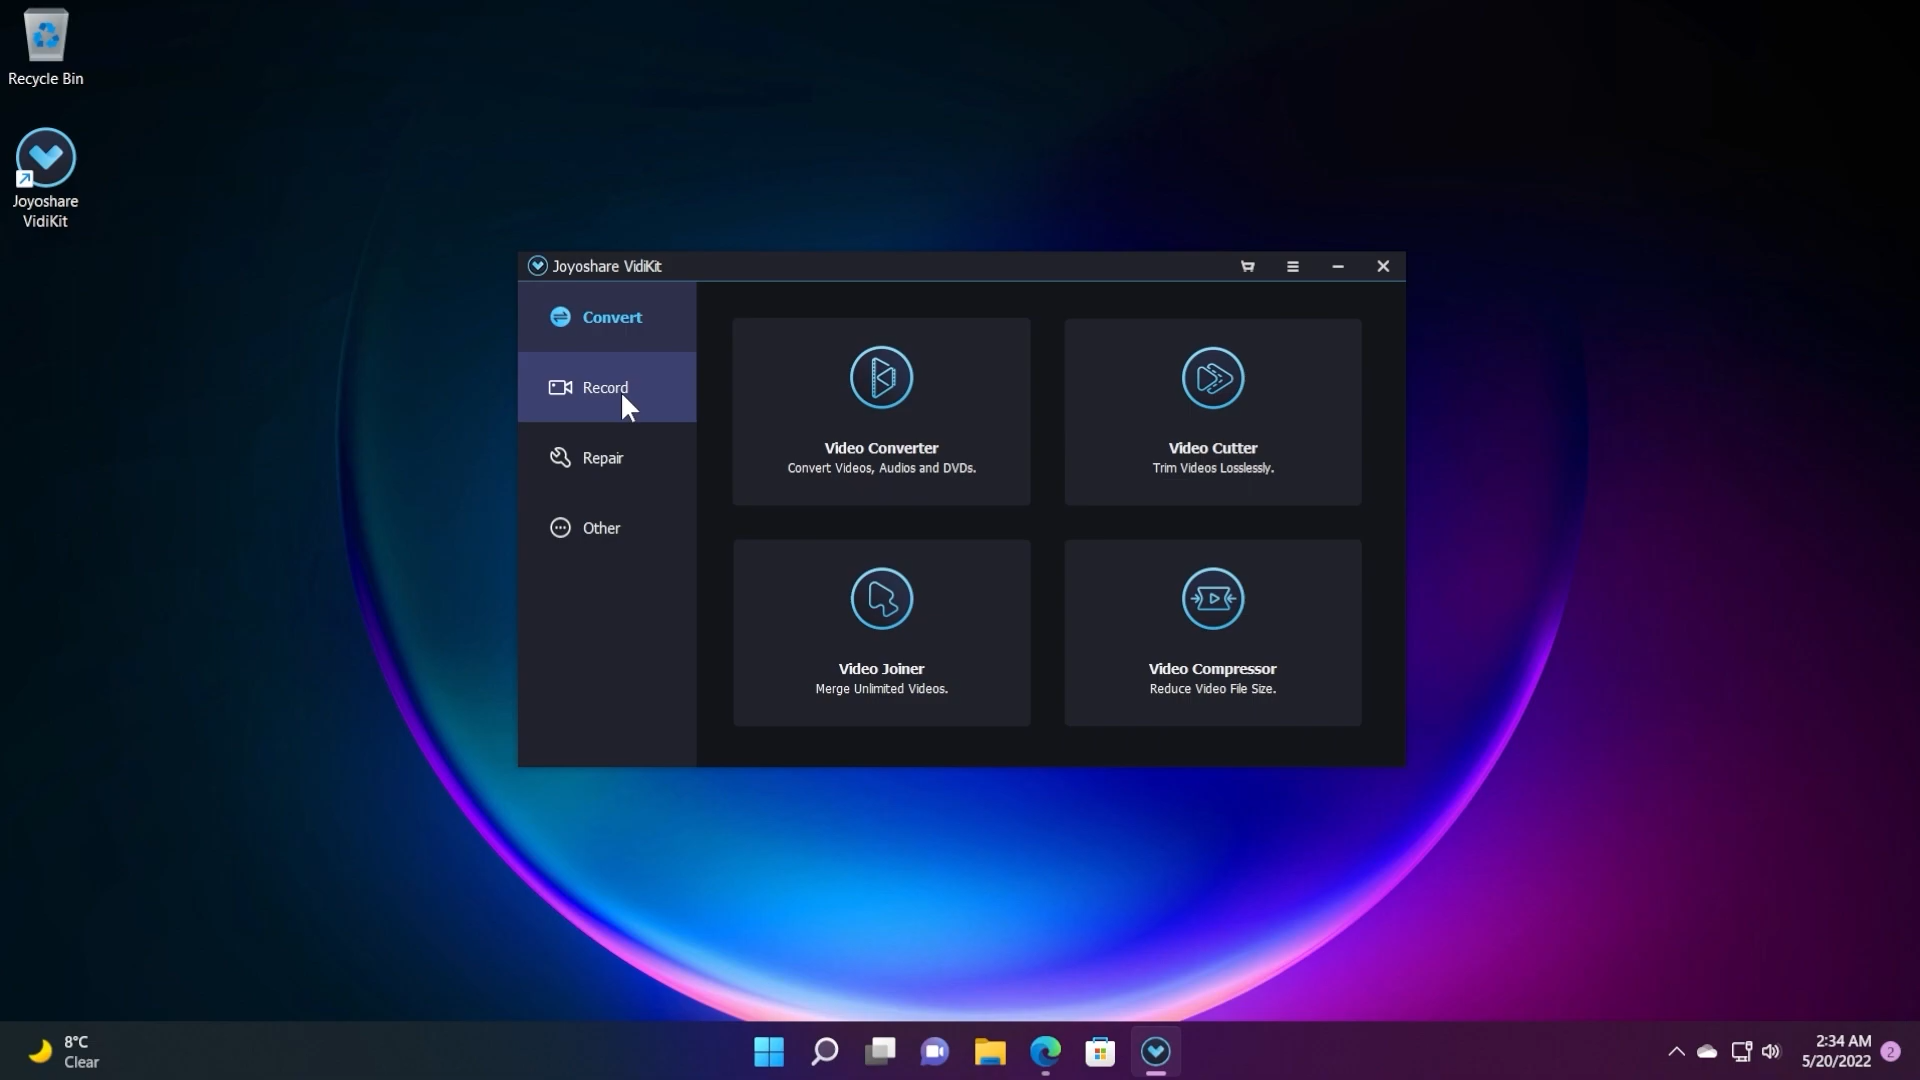 Recycle Bin
Joyoshare
VidiKit
Joyoshare VidiKit
Convert
Record
Repair
Other
Video Converter
Convert Videos, Audios and DVDs.
Video Cutter
Trim Videos Losslessly.
Video Joiner
Merge Unlimited Videos.
Video Compressor
Reduce Video File Size.
8°C
Clear
2:34 AM
5/20/2022
2